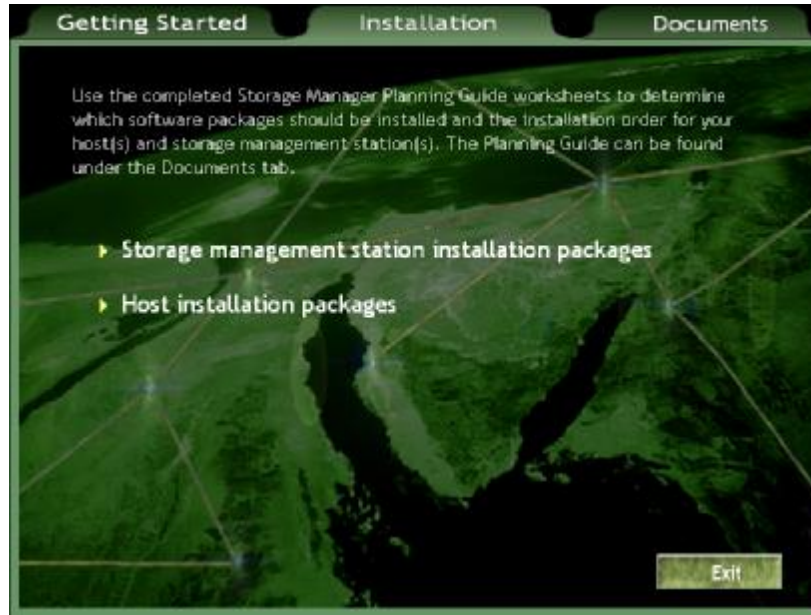 Getting Started Installation Documents
Use the completed Storage Manager Planning Guide worksheets to determine
which software packages should be installed and the installation order for your
host(s) and storage management station(s). The Planning Guide can be found
under the Documents tab.
Storage management station installation packages
Host installation packages
Exit